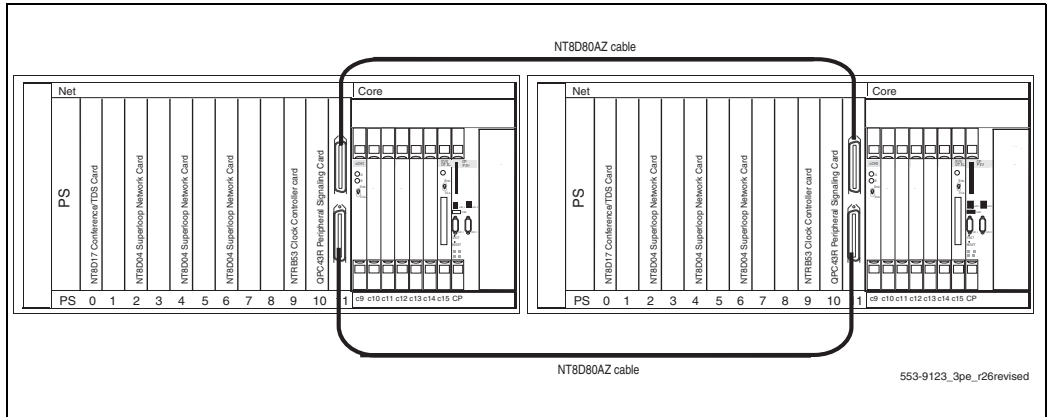 NT8D80AZ cable
Net
Core
Net
Core
PS
NT8D17 Conference/TDS Card
NT8D04 Superloop Network Card
NT8D04 Superloop Network Card
NT8D04 Superloop Network Card
NTRB53 Clock Controller card
QPC43R Peripheral Signaling Card
PS
NT8D17 Conference/TDS Card
NT8D04 Superloop Network Card
NT8D04 Superloop Network Card
NT8D04 Superloop Network Card
NTRB53 Clock Controller card
QPC43R Peripheral Signaling Card
PS 0 1 2 3 4 5 6 7 8 9 10 11 c9 c10 c11 c12 c13 c14 c15 CP
PS 0 1 2 3 4 5 6 7 8 9 10 11 c9 c10 c11 c12 c13 c14 c15 CP
NT8D80AZ cable
553-9123_3pe_r26revised